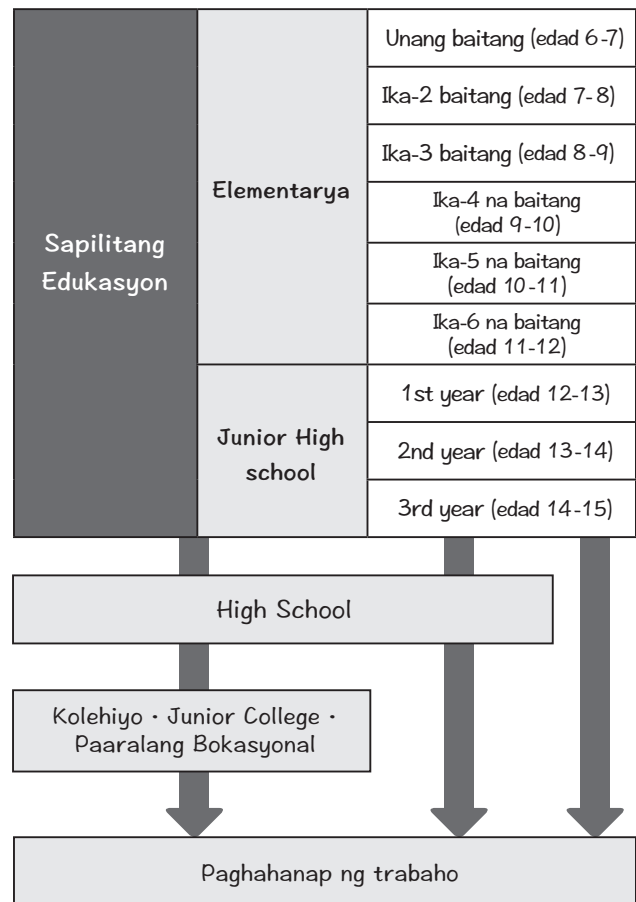 Sapilitang
Edukasyon
Elementarya
Unang baitang (edad 6-7)
Ika-2 baitang (edad 7-8)
Ika-3 baitang (edad 8-9)
Ika-4 na baitang
(edad 9-10)
Ika-5 na baitang
(edad 10-11)
Ika-6 na baitang
(edad 11-12)
Junior High
school
1st year (edad 12-13)
2nd year (edad 13-14)
3rd year (edad 14-15)
High School
Kolehiyo・Junior College・
Paaralang Bokasyonal
Paghahanap ng trabaho